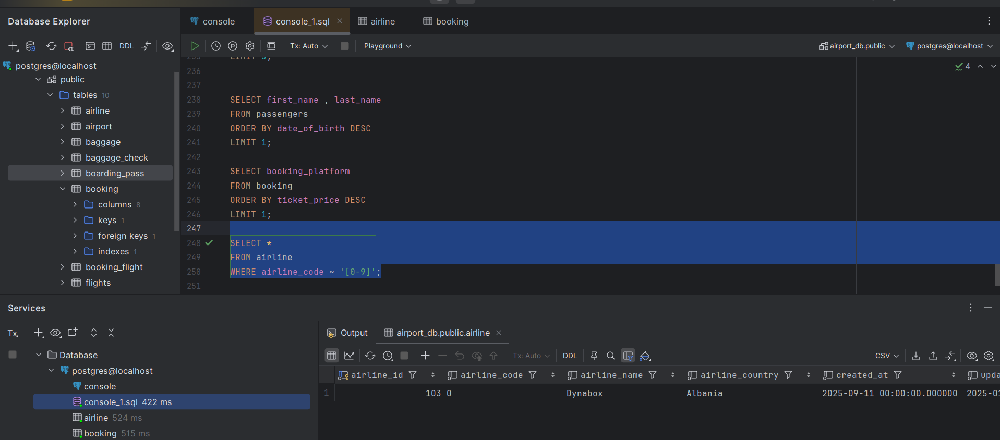 Database Explorer
console
console_1.sql
airline
booking
DDL
Tx: Auto
Playground
airport_db.public
postgres@localhost
postgres@localhost
public
tables 10
airline
airport
baggage
baggage_check
boarding_pass
booking
columns 8
keys 1
foreign keys 1
indexes 1
booking_flight
flights
4
236
237
238 SELECT first_name , last_name
239 FROM passengers
240 ORDER BY date_of_birth DESC
241 LIMIT 1;
242
243 SELECT booking_platform
244 FROM booking
245 ORDER BY ticket_price DESC
246 LIMIT 1;
247
248 SELECT *
249 FROM airline
250 WHERE airline_code ~ '[0-9]';
251
Services
Tx
Database
postgres@localhost
console
console_1.sql 422 ms
airline 524 ms
booking 515 ms
Output
airport_db.public.airline
Tx: Auto
DDL
CSV
airline_id airline_code airline_name airline_country created_at upda
1 103 0 Dynabox Albania 2025-09-11 00:00:00.000000 2025-01